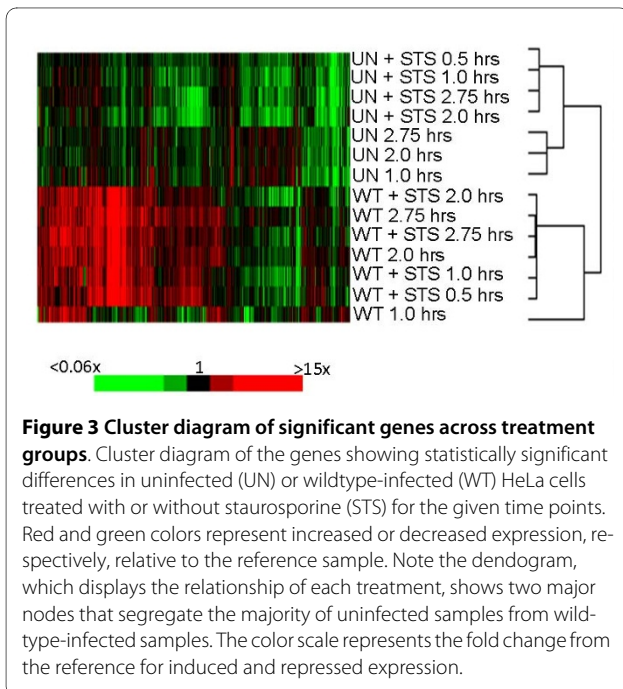 UN + STS 0.5 hrs
UN + STS 1.0 hrs
UN + STS 2.75 hrs
UN + STS 2.0 hrs
UN 2.75 hrs
UN 2.0 hrs
UN 1.0 hrs
WT + STS 2.0 hrs
WT 2.75 hrs
WT + STS 2.75 hrs
WT 2.0 hrs
WT + STS 1.0 hrs
WT + STS 0.5 hrs
WT 1.0 hrs
<0.06x 1 >15x
Figure 3 Cluster diagram of significant genes across treatment
groups. Cluster diagram of the genes showing statistically significant
differences in uninfected (UN) or wildtype-infected (WT) HeLa cells
treated with or without staurosporine (STS) for the given time points.
Red and green colors represent increased or decreased expression, re-
spectively, relative to the reference sample. Note the dendogram,
which displays the relationship of each treatment, shows two major
nodes that segregate the majority of uninfected samples from wild-
type-infected samples. The color scale represents the fold change from
the reference for induced and repressed expression.